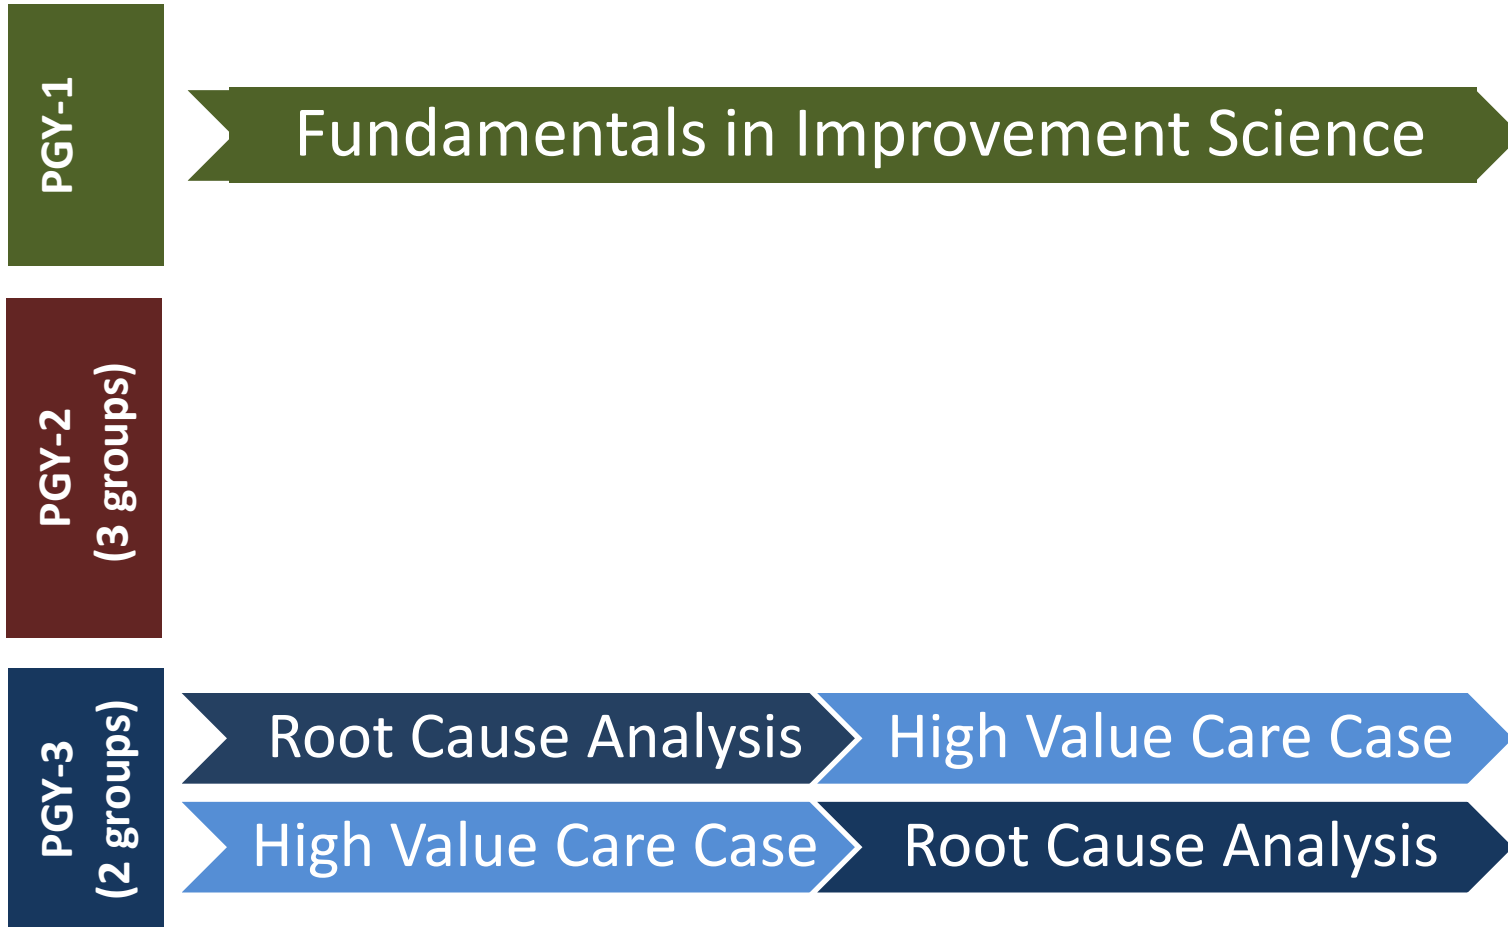 PGY-1
Fundamentals in Improvement Science
PGY-2
(3 groups)
PGY-3
(2 groups)
Root Cause Analysis
High Value Care Case
High Value Care Case
Root Cause Analysis